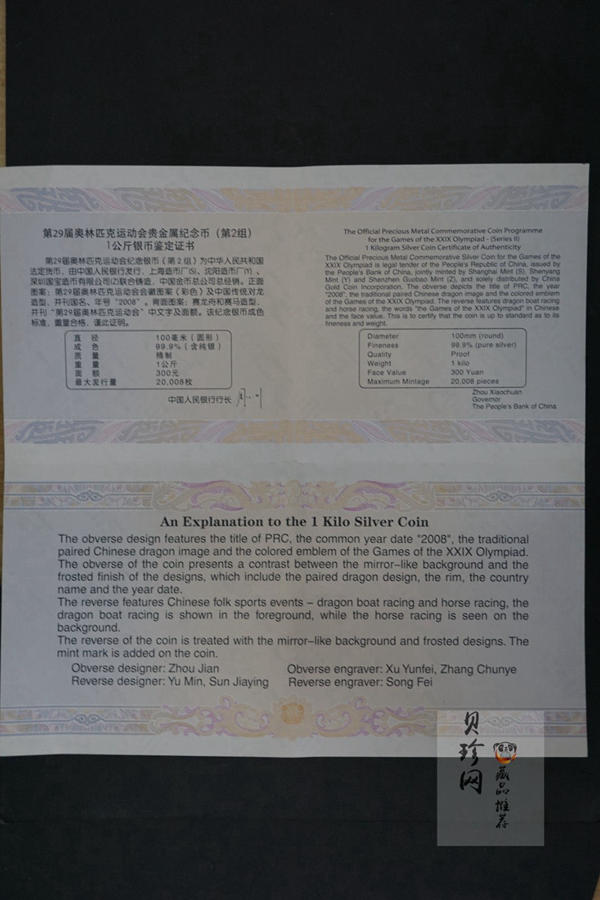 第29届奥林匹克运动会贵金属纪念币（第2组）
1公斤银币鉴定证书
第29届奥林匹克运动会纪念银币（第2组）为中华人民共和国
法定货币，由中国人民银行发行，上海造币厂(S)、沈阳造币厂(Y)、
深圳国宝造币有限公司(Z)联合铸造，中国金币总公司总经销。正面
图案：第29届奥林匹克运动会会徽图案（彩色）及中国传统对龙
造型，并刊国名、年号"2008"。背面图案：赛龙舟和赛马造型，
并刊"第29届奥林匹克运动会"中文字及面额。该纪念银币成色
标准，重量合格，谨此证明。
直 径 100毫米（圆形）
成 色 99.9%（含纯银）
质 量 精制
重 量 1公斤
面 额 300元
最大发行量 20,008枚
中国人民银行行长
The Official Precious Metal Commemorative Coin Programme
for the Games of the XXIX Olympiad - (Series II)
1 Kilogram Silver Coin Certificate of Authenticity
The Official Precious Metal Commemorative Silver Coin for the Games of the
XXIX Olympiad is legal tender of the People's Republic of China, issued by
the People's Bank of China, jointly minted by Shanghai Mint (S), Shenyang
Mint (Y) and Shenzhen Guobao Mint (Z), and solely distributed by China
Gold Coin Incorporation. The obverse depicts the title of PRC, the year
"2008", the traditional paired Chinese dragon image and the colored emblem
of the Games of the XXIX Olympiad. The reverse features dragon boat racing
and horse racing, the words "the Games of the XXIX Olympiad" in Chinese
and the face value. This is to certify that the coin is up to standard as to its
fineness and weight.
Diameter 100mm (round)
Fineness 99.9% (pure silver)
Quality Proof
Weight 1 kilo
Face Value 300 Yuan
Maximum Mintage 20,008 pieces
Zhou Xiaochuan
Governor
The People's Bank of China
An Explanation to the 1 Kilo Silver Coin
The obverse design features the title of PRC, the common year date "2008", the traditional
paired Chinese dragon image and the colored emblem of the Games of the XXIX Olympiad.
The obverse of the coin presents a contrast between the mirror-like background and the
frosted finish of the designs, which include the paired dragon design, the rim, the country
name and the year date.
The reverse features Chinese folk sports events – dragon boat racing and horse racing, the
dragon boat racing is shown in the foreground, while the horse racing is seen on the
background.
The reverse of the coin is treated with the mirror-like background and frosted designs. The
mint mark is added on the coin.
Obverse designer: Zhou Jian Obverse engraver: Xu Yunfei, Zhang Chunye
Reverse designer: Yu Min, Sun Jiaying Reverse engraver: Song Fei
贝珍网
藏品推荐